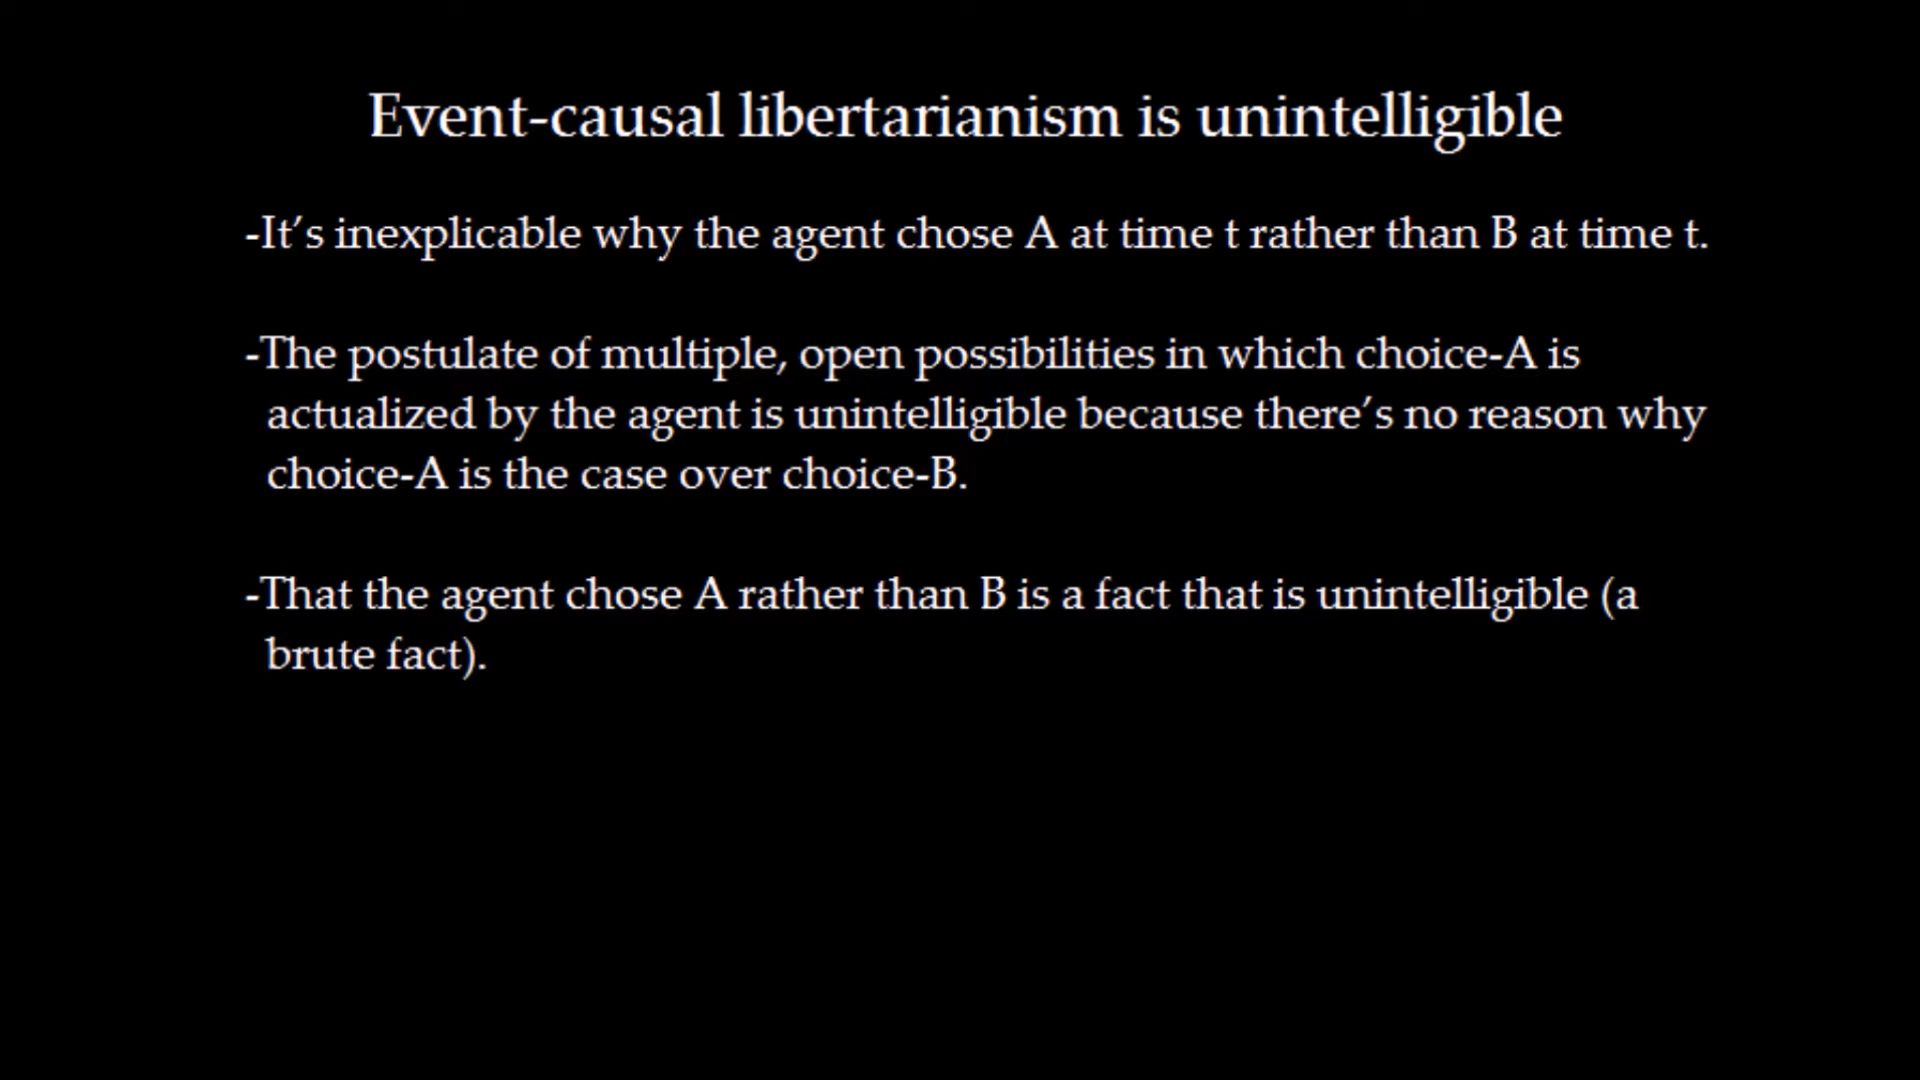 Event-causal libertarianism is unintelligible
-It’s inexplicable why the agent chose A at time t rather than B at time t.
-The postulate of multiple, open possibilities in which choice-A is
actualized by the agent is unintelligible because there’s no reason why
choice-A is the case over choice-B.
-That the agent chose A rather than B is a fact that is unintelligible (a
brute fact).